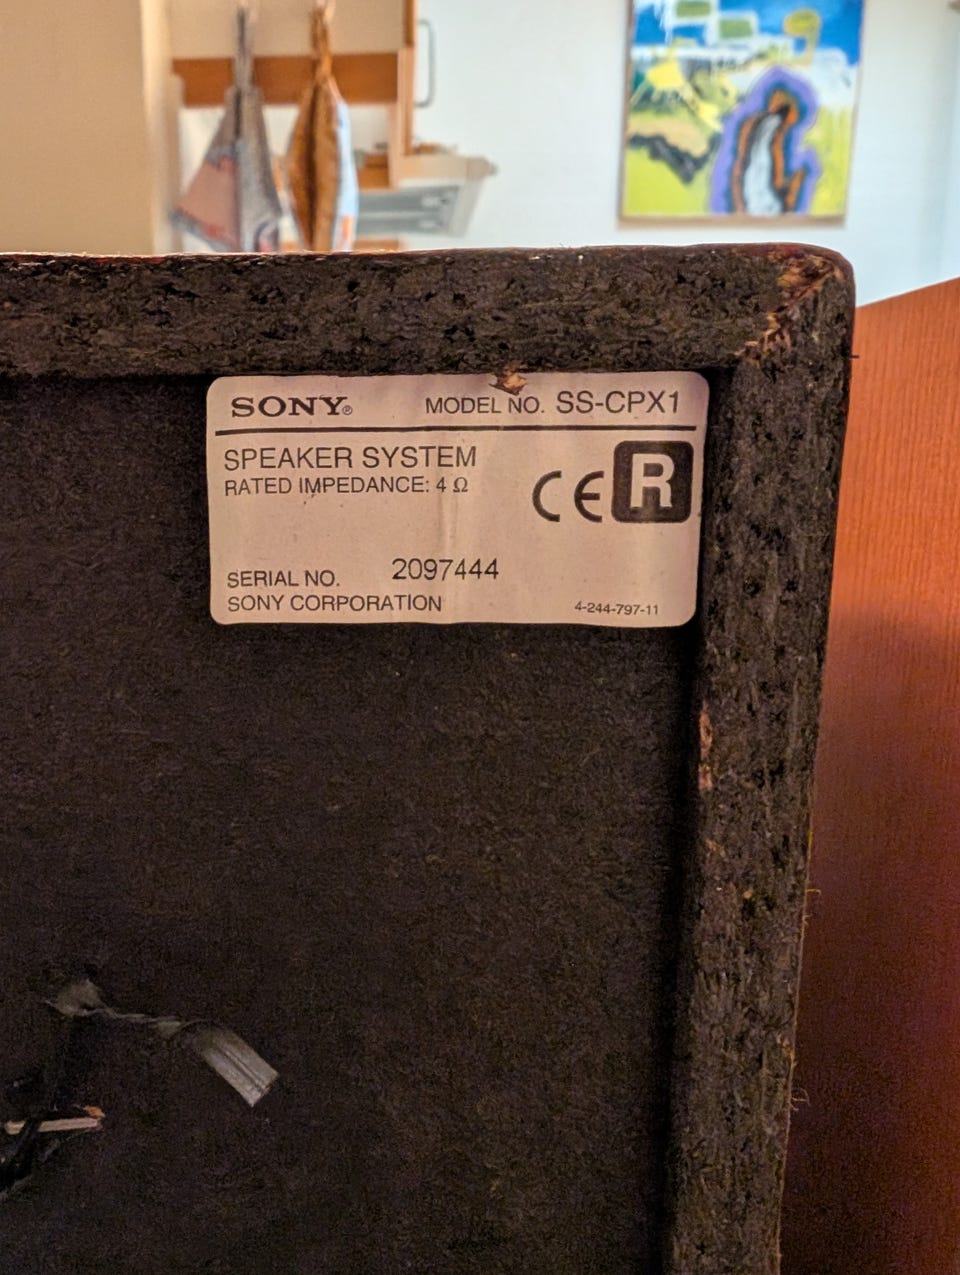 SONY® MODEL NO. SS-CPX1
SPEAKER SYSTEM
RATED IMPEDANCE: 4 Ω
CE R
SERIAL NO. 2097444
SONY CORPORATION 4-244-797-11